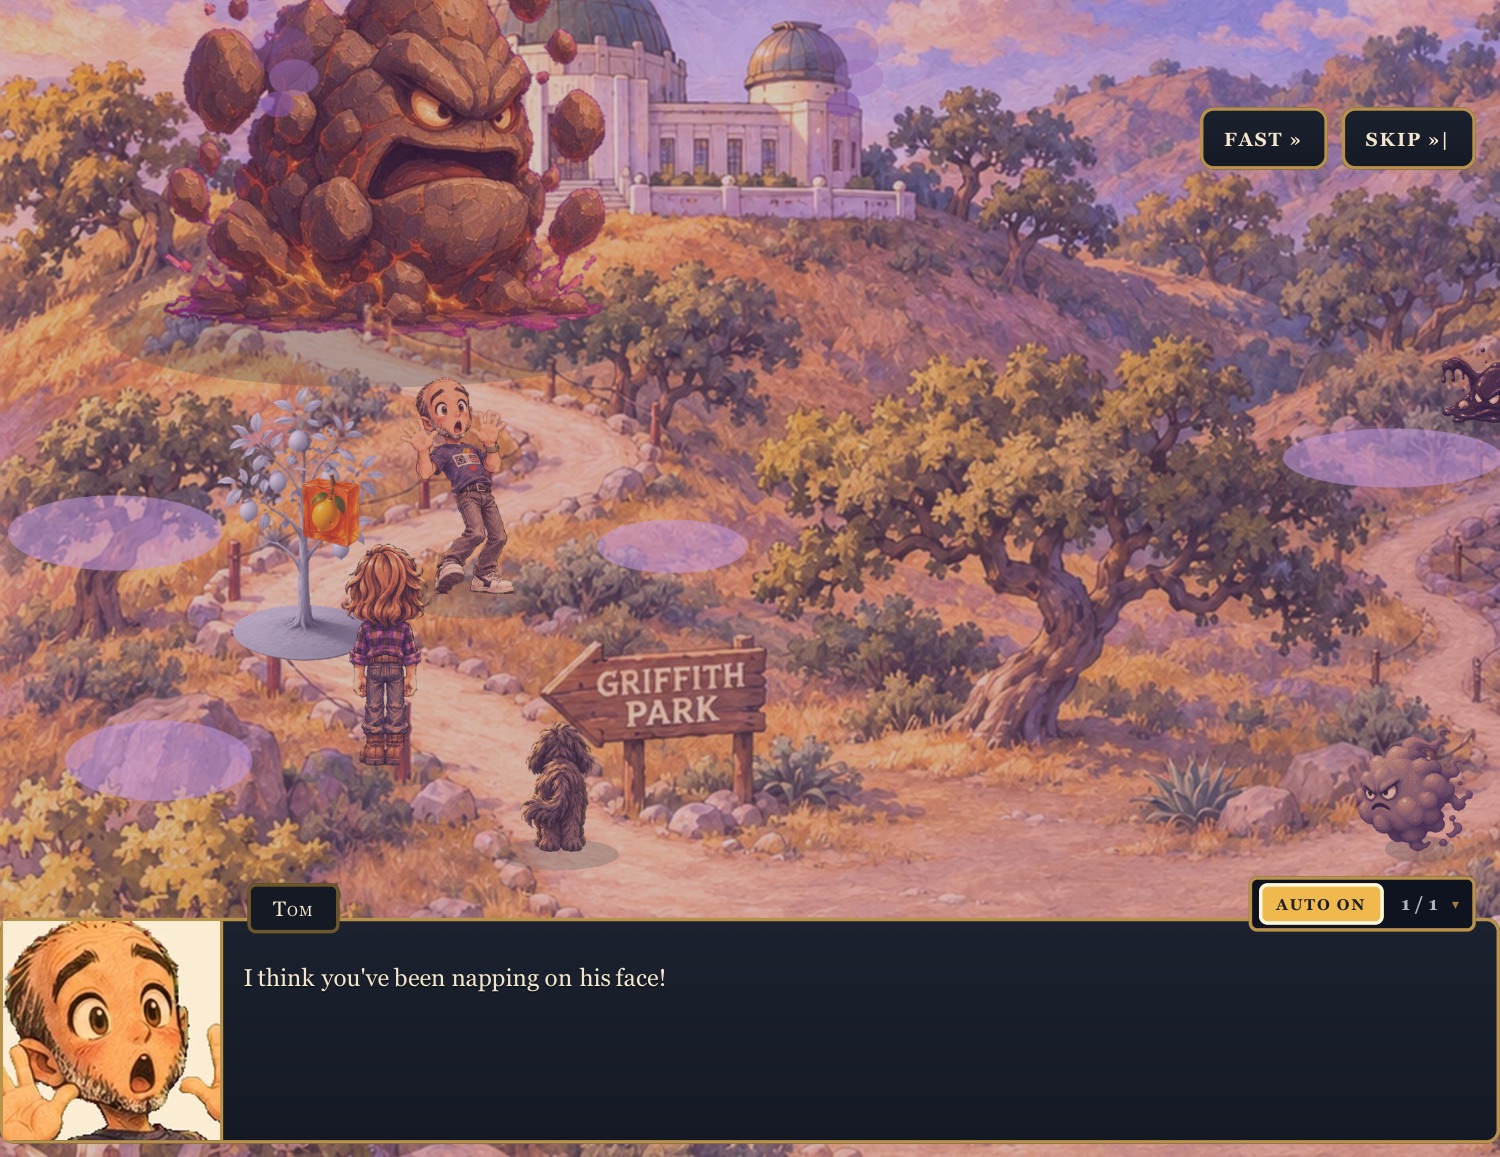 FAST »
SKIP »|
GRIFFITH
PARK
Tom
AUTO ON
1 / 1 ▾
I think you've been napping on his face!